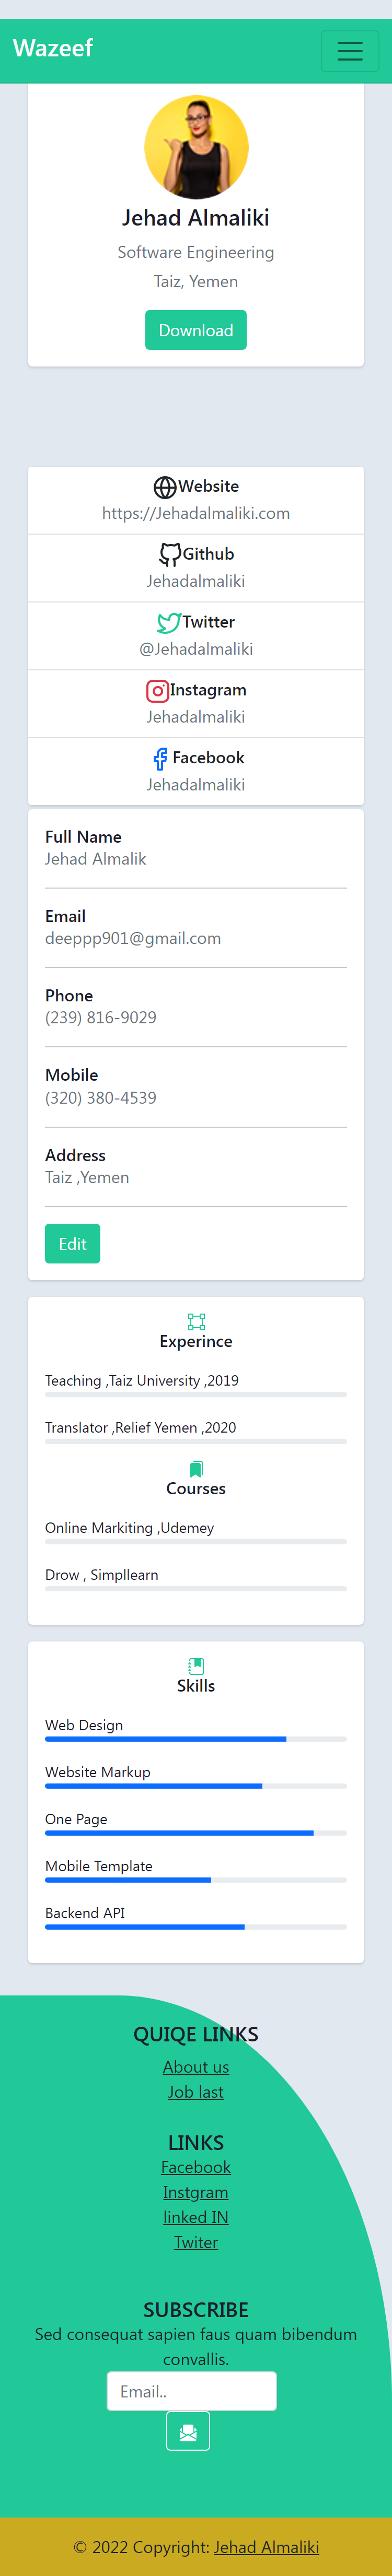 Wazeef
Jehad Almaliki
Software Engineering
Taiz, Yemen
Download
Website
https://Jehadalmaliki.com
Github
Jehadalmaliki
Twitter
@Jehadalmaliki
Instagram
Jehadalmaliki
Facebook
Jehadalmaliki
Full Name
Jehad Almalik
Email
deeppp901@gmail.com
Phone
(239) 816-9029
Mobile
(320) 380-4539
Address
Taiz ,Yemen
Edit
Experince
Teaching ,Taiz University ,2019
Translator ,Relief Yemen ,2020
Courses
Online Markiting ,Udemey
Drow , Simpllearn
Skills
Web Design
Website Markup
One Page
Mobile Template
Backend API
QUIQE LINKS
About us
Job last
LINKS
Facebook
Instgram
linked IN
Twiter
SUBSCRIBE
Sed consequat sapien faus quam bibendum
convallis.
Email..
© 2022 Copyright: Jehad Almaliki